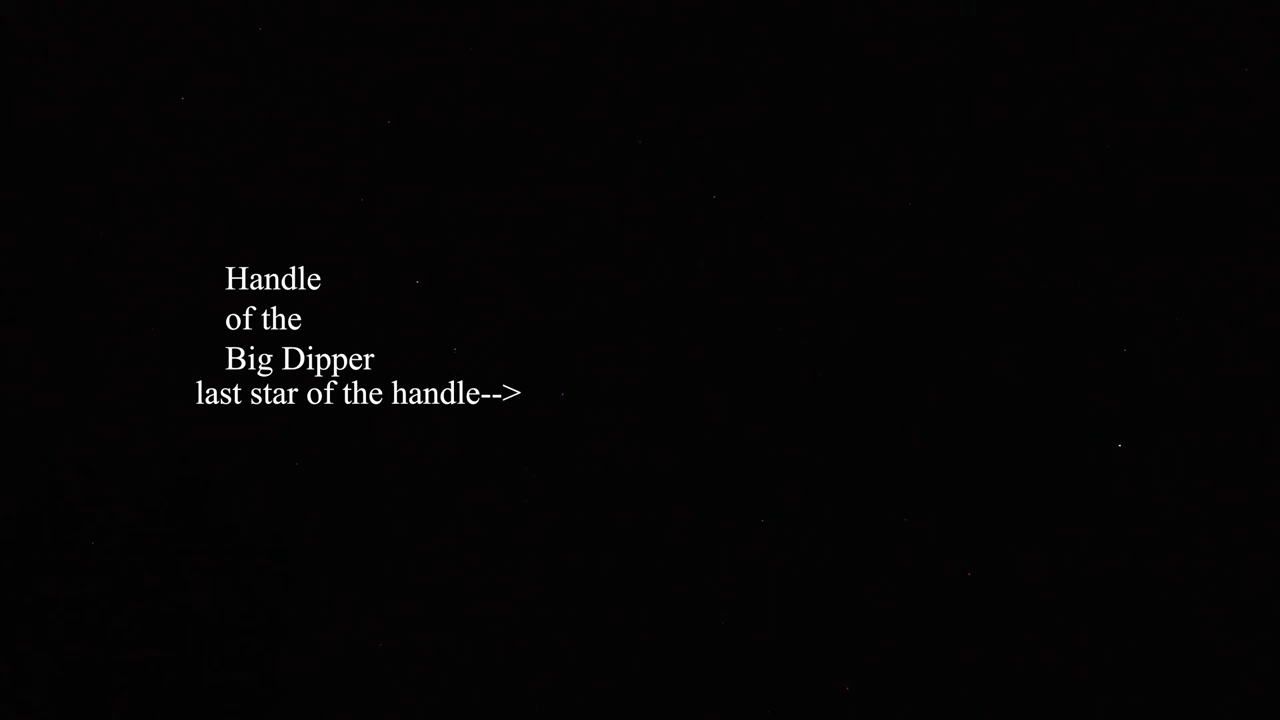 Handle
of the
Big Dipper
last star of the handle-->